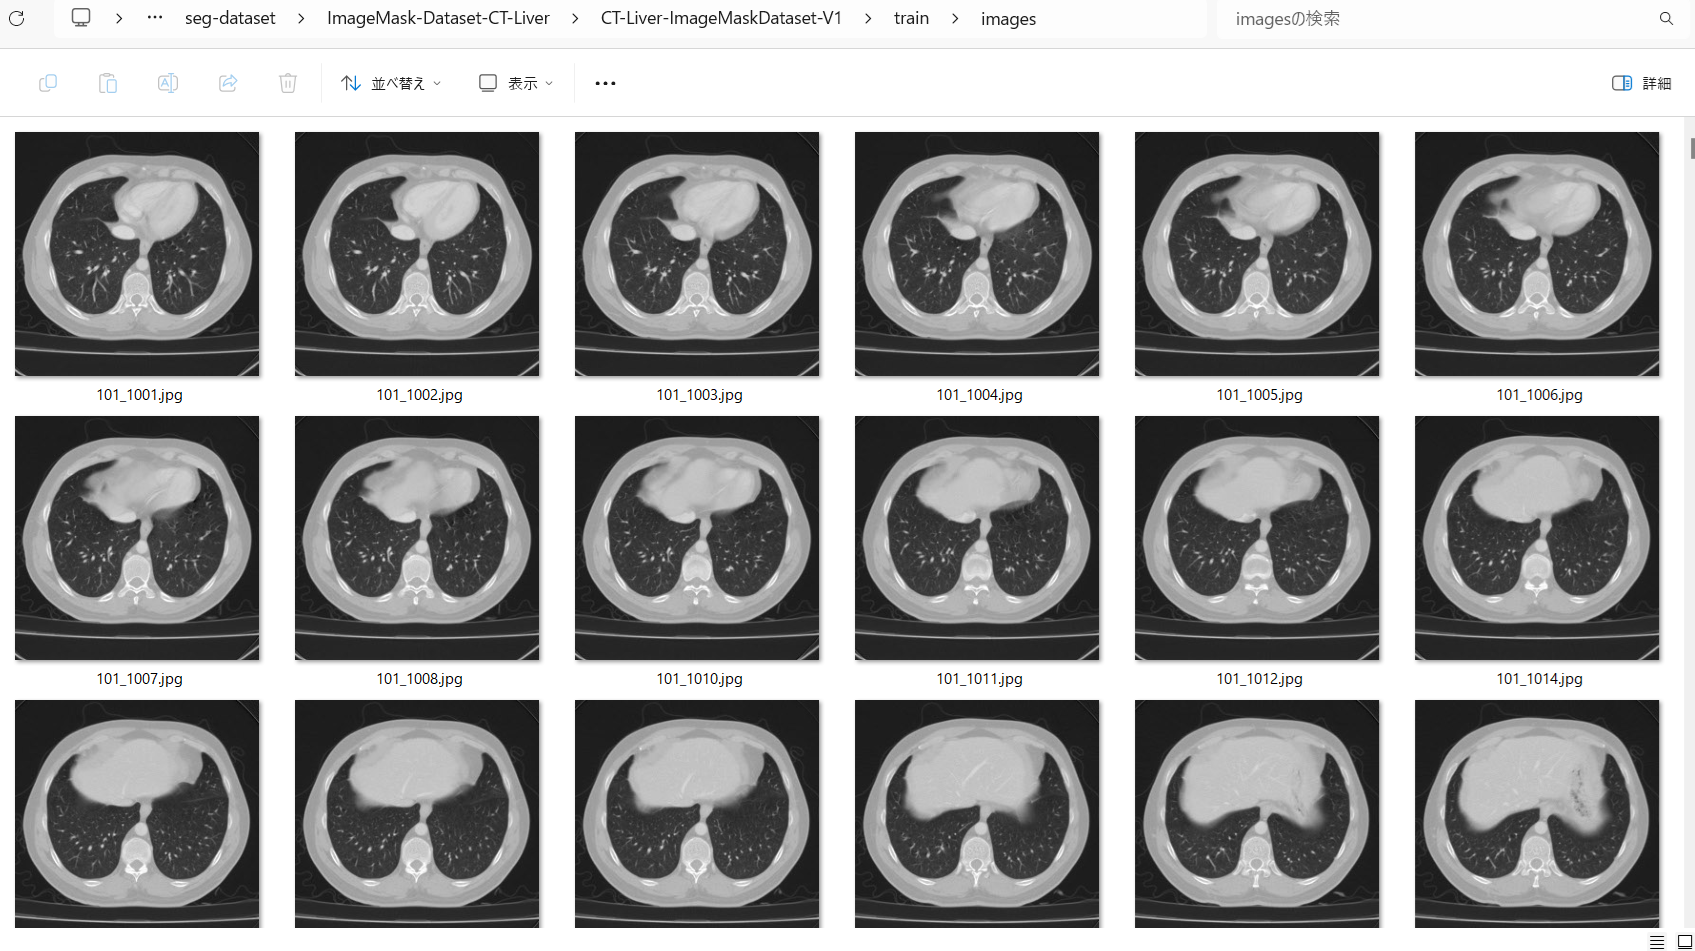 seg-dataset > ImageMask-Dataset-CT-Liver > CT-Liver-ImageMaskDataset-V1 > train > images
imagesの検索
並べ替え
表示
詳細
101_1001.jpg
101_1002.jpg
101_1003.jpg
101_1004.jpg
101_1005.jpg
101_1006.jpg
101_1007.jpg
101_1008.jpg
101_1010.jpg
101_1011.jpg
101_1012.jpg
101_1014.jpg